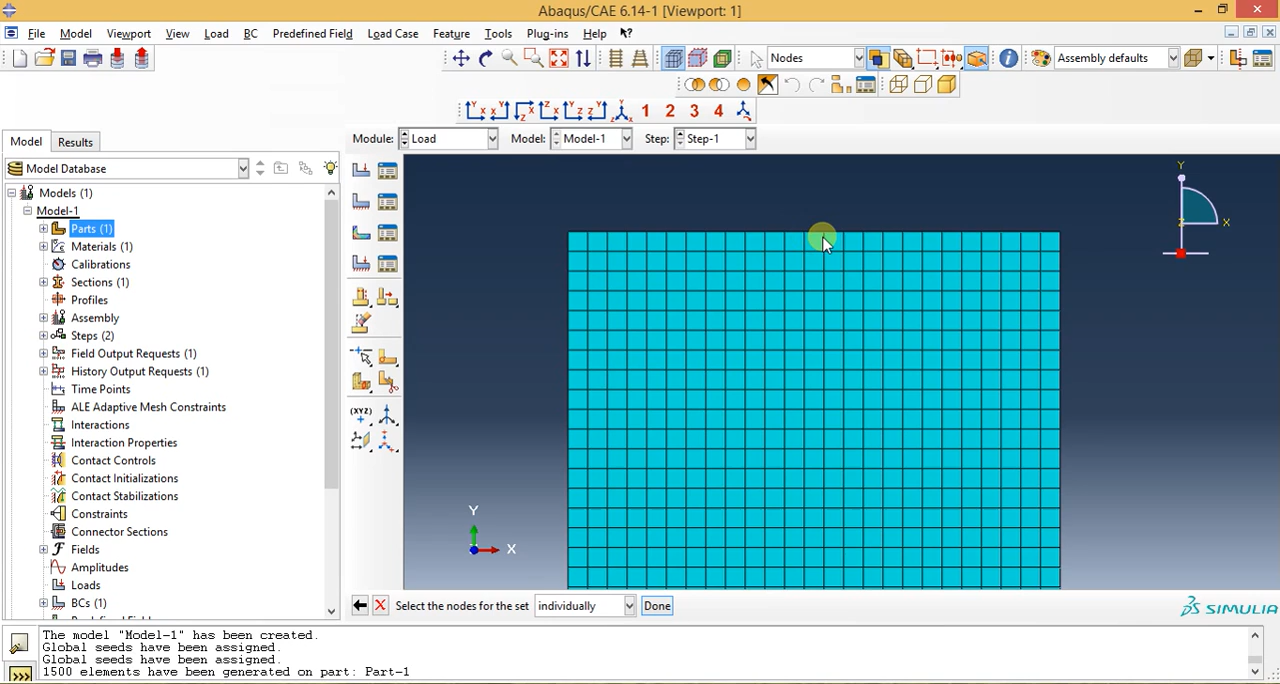 Abaqus/CAE 6.14-1 [Viewport: 1]
File Model Viewport View Load BC Predefined Field Load Case Feature Tools Plug-ins Help
Nodes Assembly defaults
1 2 3 4
Model Results Module: Load Model: Model-1 Step: Step-1
Model Database
Models (1)
Model-1
Parts (1)
Materials (1)
Calibrations
Sections (1)
Profiles
Assembly
Steps (2)
Field Output Requests (1)
History Output Requests (1)
Time Points
ALE Adaptive Mesh Constraints
Interactions
Interaction Properties
Contact Controls
Contact Initializations
Contact Stabilizations
Constraints
Connector Sections
Fields
Amplitudes
Loads
BCs (1)
(XYZ)
Y
X
Z
Y
X
Select the nodes for the set individually Done
SIMULIA
The model "Model-1" has been created.
Global seeds have been assigned.
Global seeds have been assigned.
1500 elements have been generated on part: Part-1